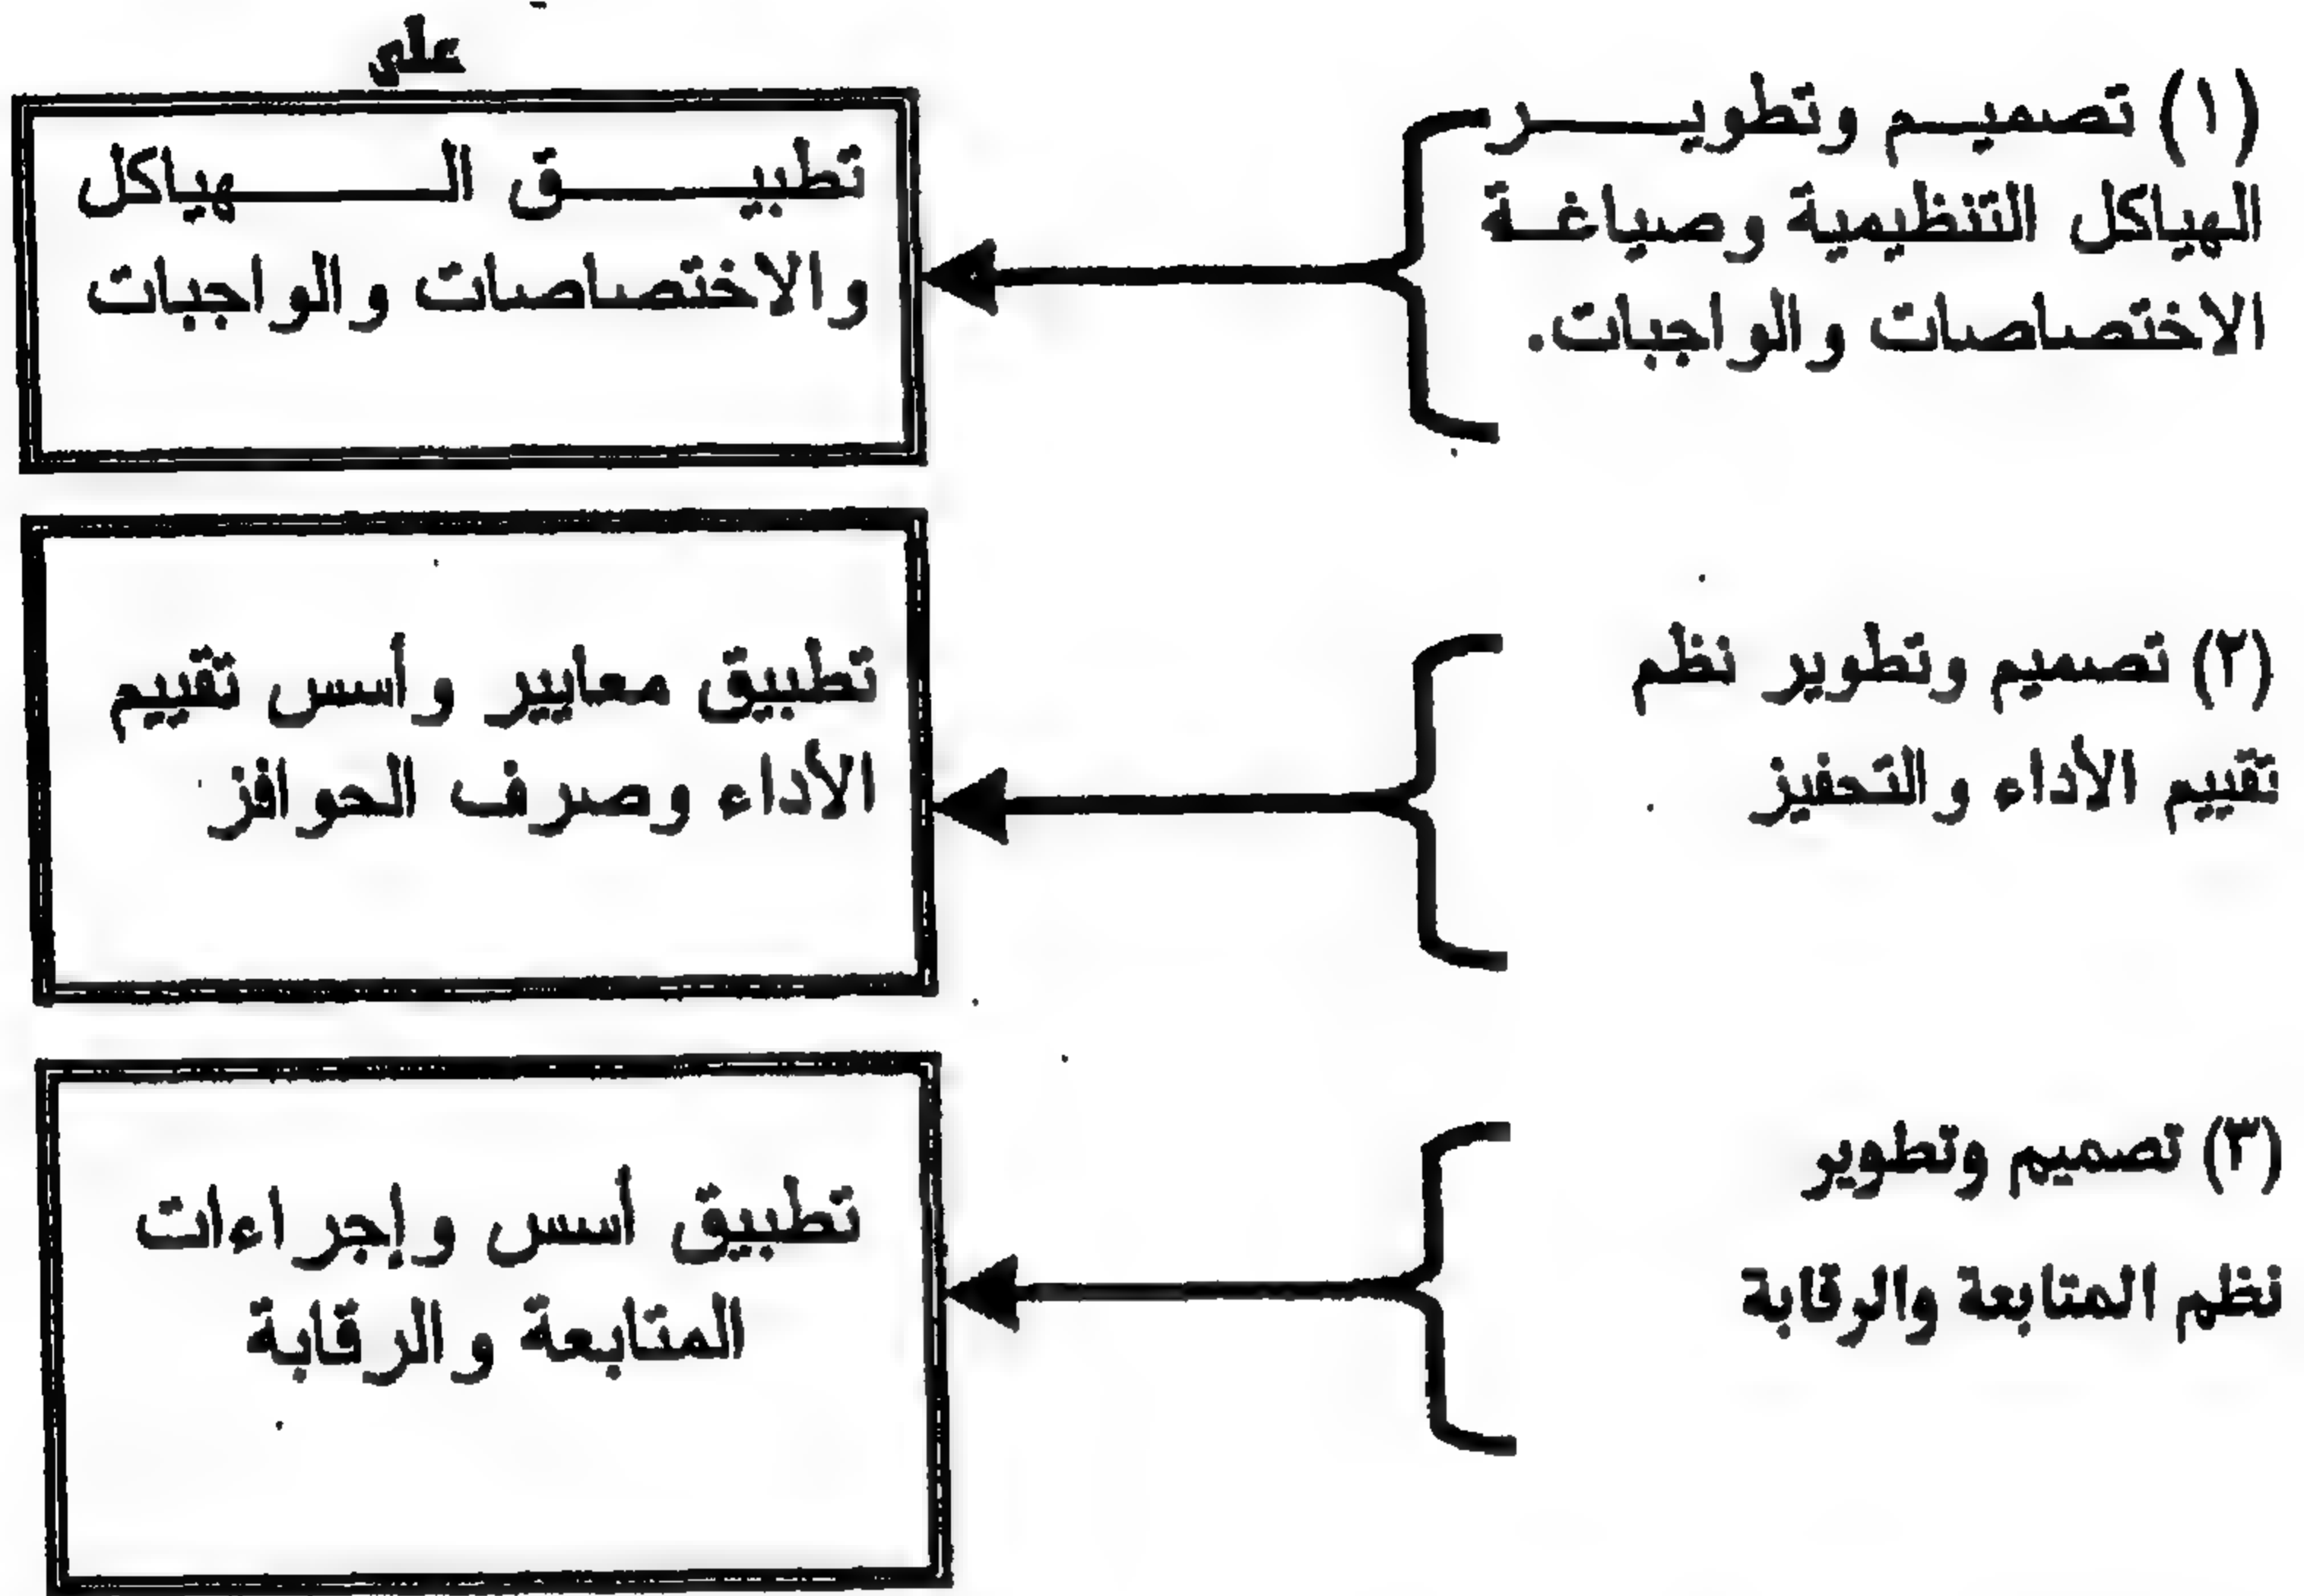 على
(١) تصميم وتطوير
الهياكل التنظيمية وصياغة
الاختصاصات والواجبات.
تطبيق الهياكل
والاختصاصات والواجبات
(٢) تصميم وتطوير نظم
تقييم الأداء والتحفيز
تطبيق معايير وأسس تقييم
الأداء وصرف الحوافز
(٣) تصميم وتطوير
نظم المتابعة والرقابة
تطبيق أسس وإجراءات
المتابعة والرقابة